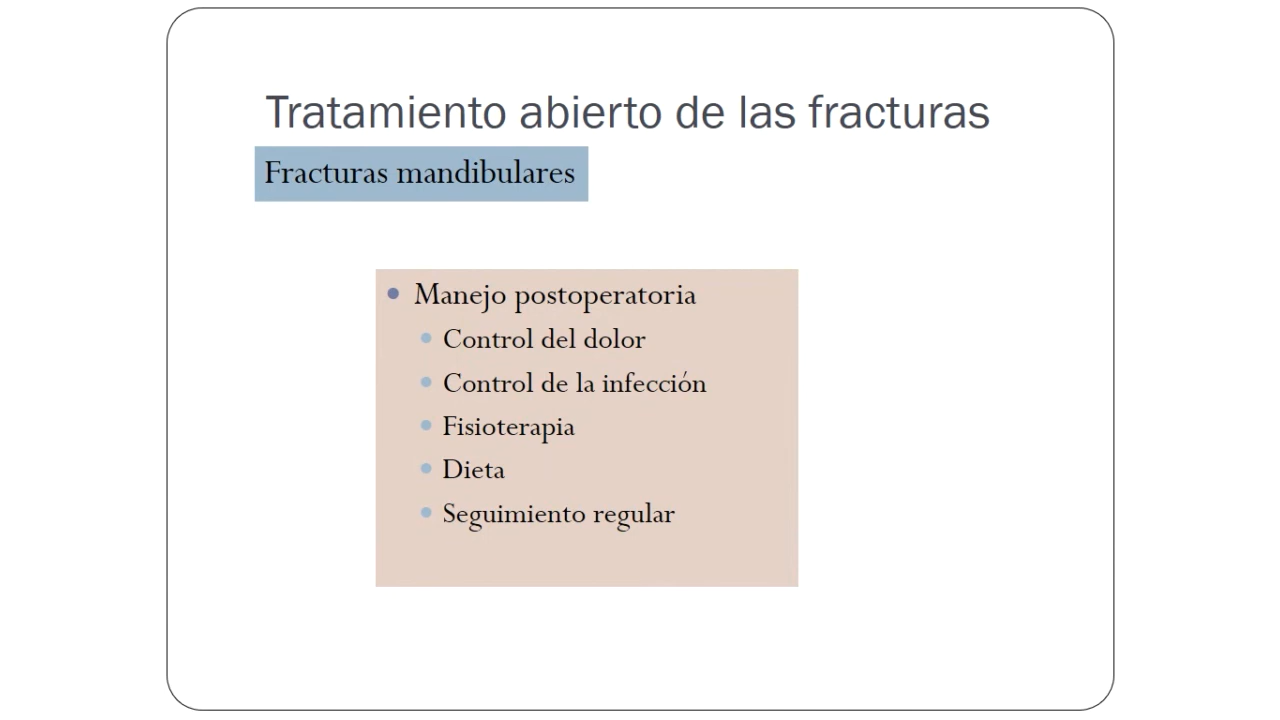 Tratamiento abierto de las fracturas
Fracturas mandibulares
Manejo postoperatoria
Control del dolor
Control de la infección
Fisioterapia
Dieta
Seguimiento regular